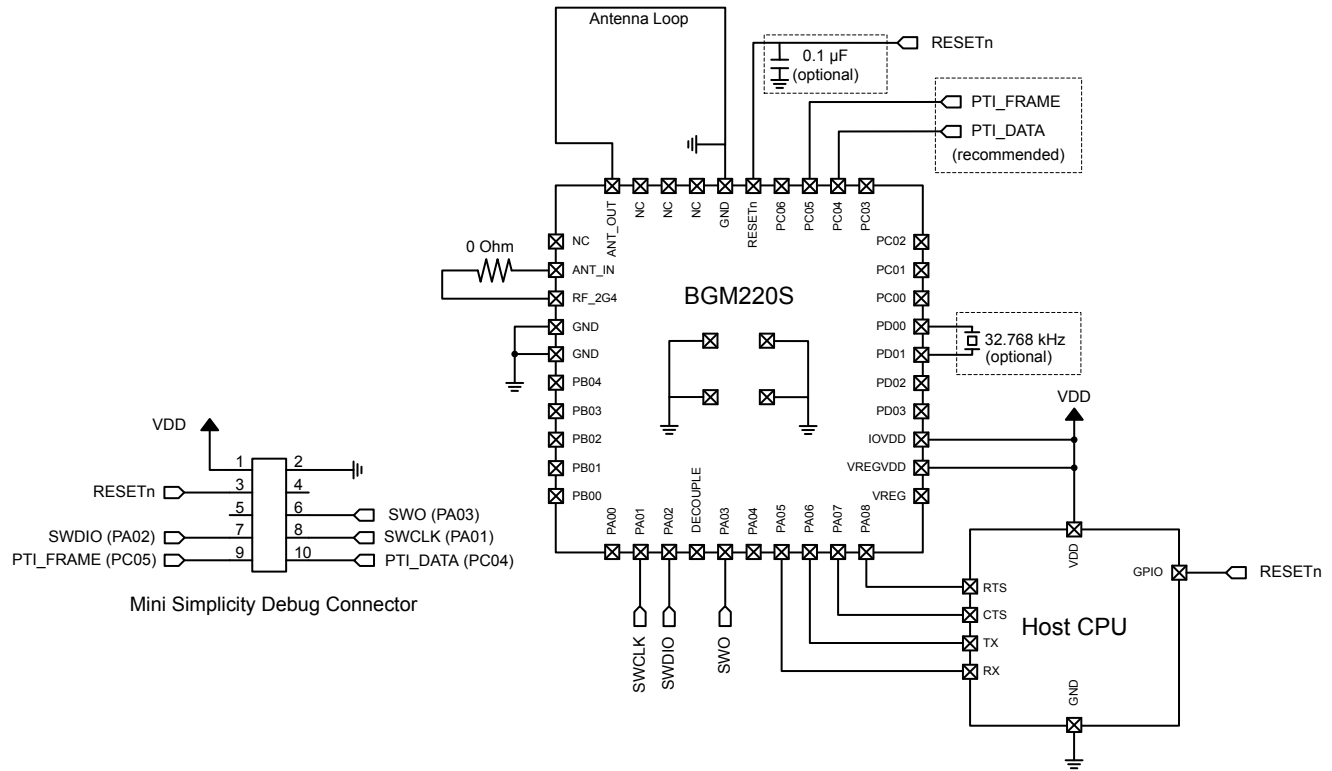 Antenna Loop
RESETn
0.1 µF
(optional)
PTI_FRAME
PTI_DATA
(recommended)
ANT_OUT
NC
NC
NC
GND
RESETn
PC06
PC05
PC04
PC03
NC
ANT_IN
RF_2G4
GND
GND
PB04
PB03
PB02
PB01
PB00
0 Ohm
BGM220S
PC02
PC01
PC00
PD00
PD01
PD02
PD03
IOVDD
VREGVDD
VREG
32.768 kHz
(optional)
VDD
PA00
PA01
PA02
DECOUPLE
PA03
PA04
PA05
PA06
PA07
PA08
SWCLK
SWDIO
SWO
VDD
1
2
RESETn
3
4
5
6
SWO (PA03)
SWDIO (PA02)
7
8
SWCLK (PA01)
PTI_FRAME (PC05)
9
10
PTI_DATA (PC04)
Mini Simplicity Debug Connector
VDD
GPIO
RESETn
RTS
CTS
TX
RX
Host CPU
GND